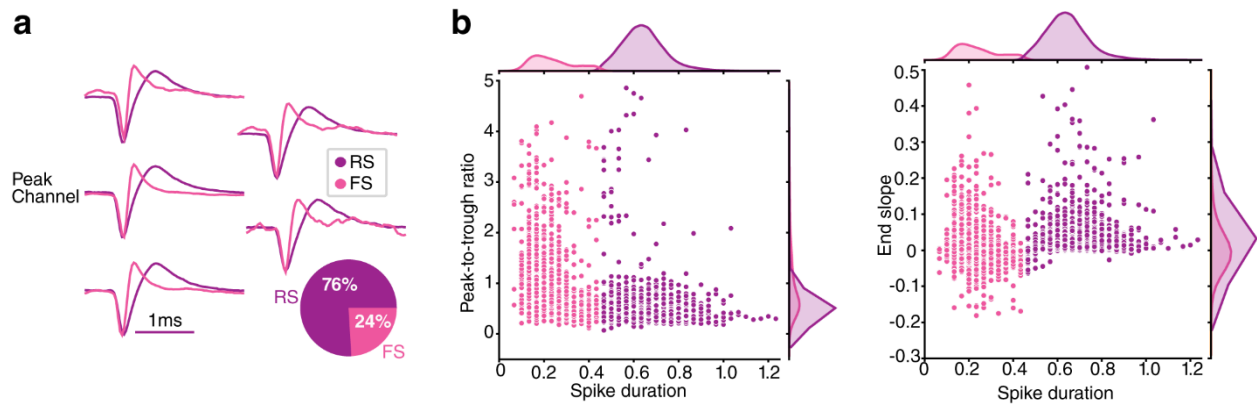 a
Peak
Channel
RS
FS
1ms
76%
24%
RS
FS
b
Peak-to-trough ratio
5
4
3
2
1
0
0
0.2
0.4
0.6
0.8
1.0
1.2
Spike duration
End slope
0.5
0.4
0.3
0.2
0.1
0
-0.1
-0.2
-0.3
0
0.2
0.4
0.6
0.8
1.0
1.2
Spike duration